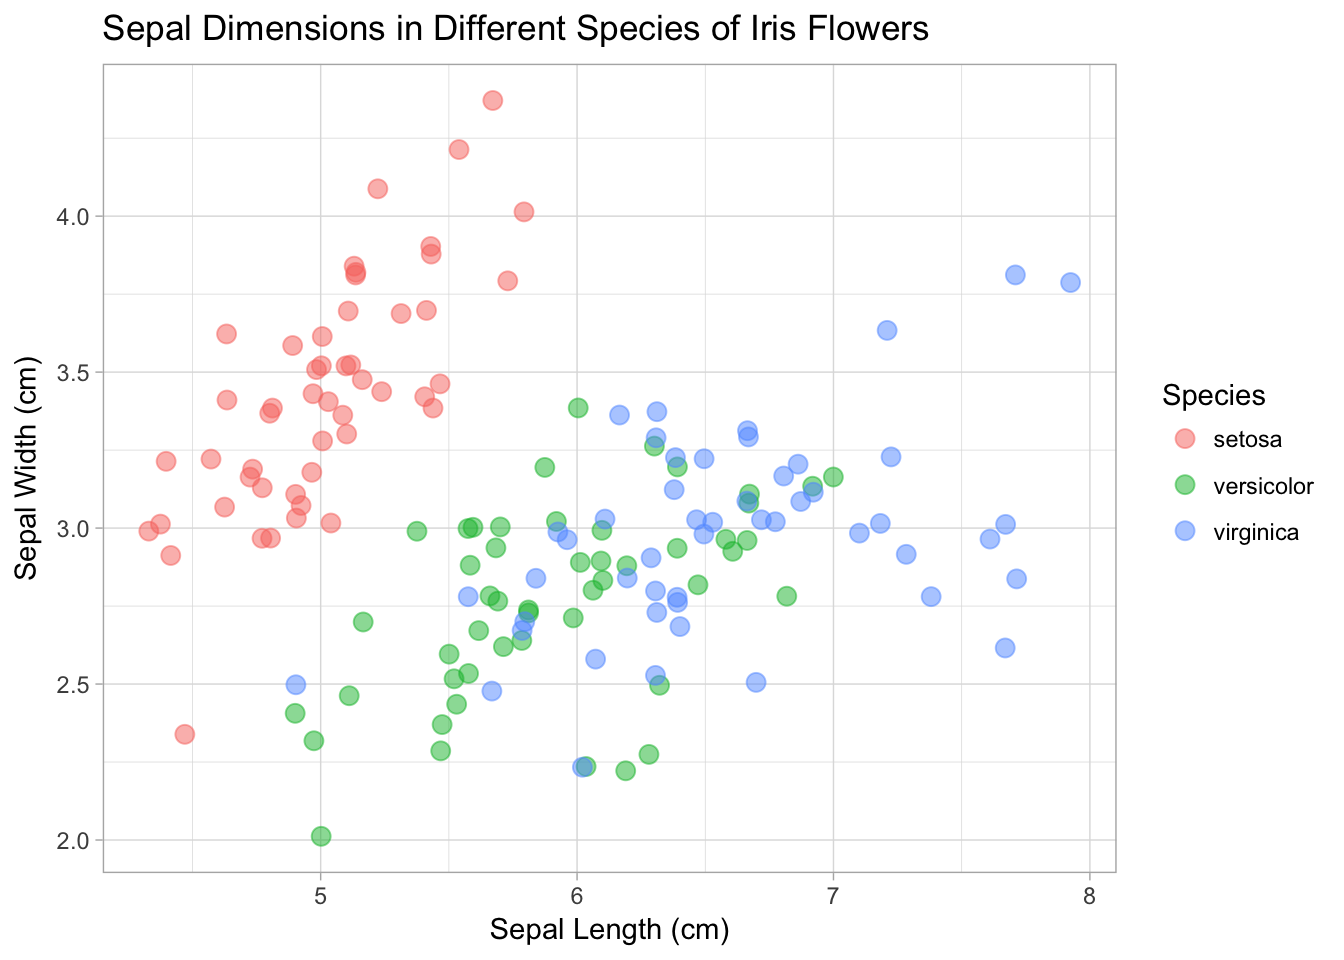 Sepal Dimensions in Different Species of Iris Flowers
Sepal Width (cm)
4.0
3.5
3.0
2.5
2.0
5
6
7
8
Sepal Length (cm)
Species
setosa
versicolor
virginica